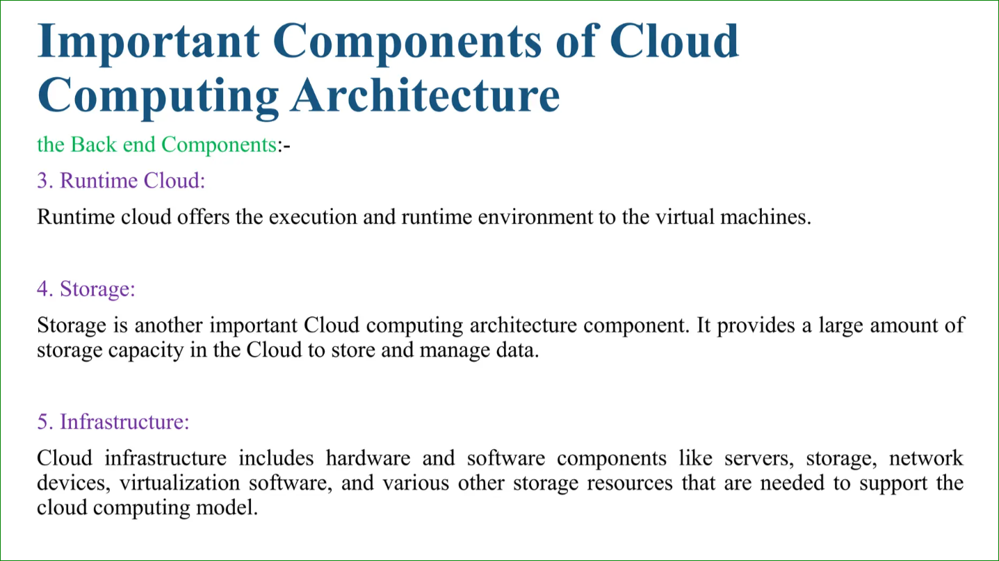 Important Components of Cloud
Computing Architecture
the Back end Components:-
3. Runtime Cloud:
Runtime cloud offers the execution and runtime environment to the virtual machines.
4. Storage:
Storage is another important Cloud computing architecture component. It provides a large amount of
storage capacity in the Cloud to store and manage data.
5. Infrastructure:
Cloud infrastructure includes hardware and software components like servers, storage, network
devices, virtualization software, and various other storage resources that are needed to support the
cloud computing model.